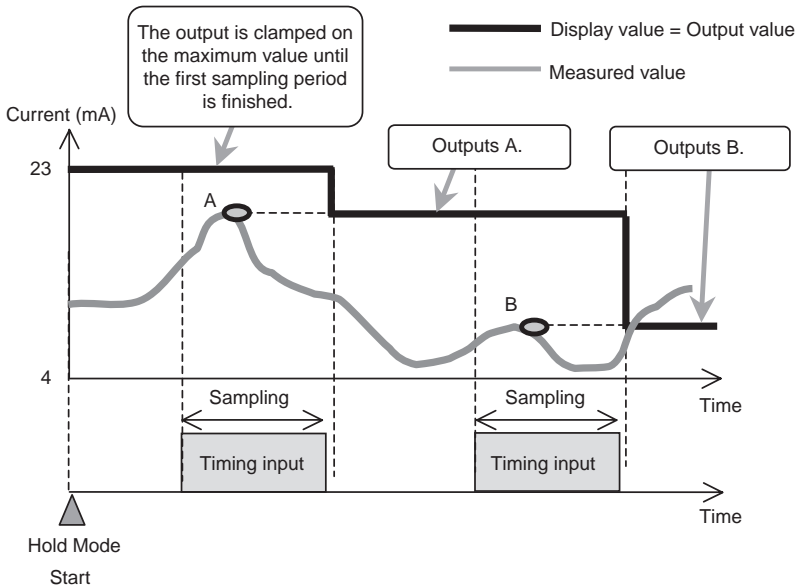 The output is clamped on
the maximum value until
the first sampling period
is finished.
Display value = Output value
Measured value
Current (mA)
Outputs A.
Outputs B.
23
A
B
4
Sampling
Sampling
Time
Timing input
Timing input
Time
Hold Mode
Start